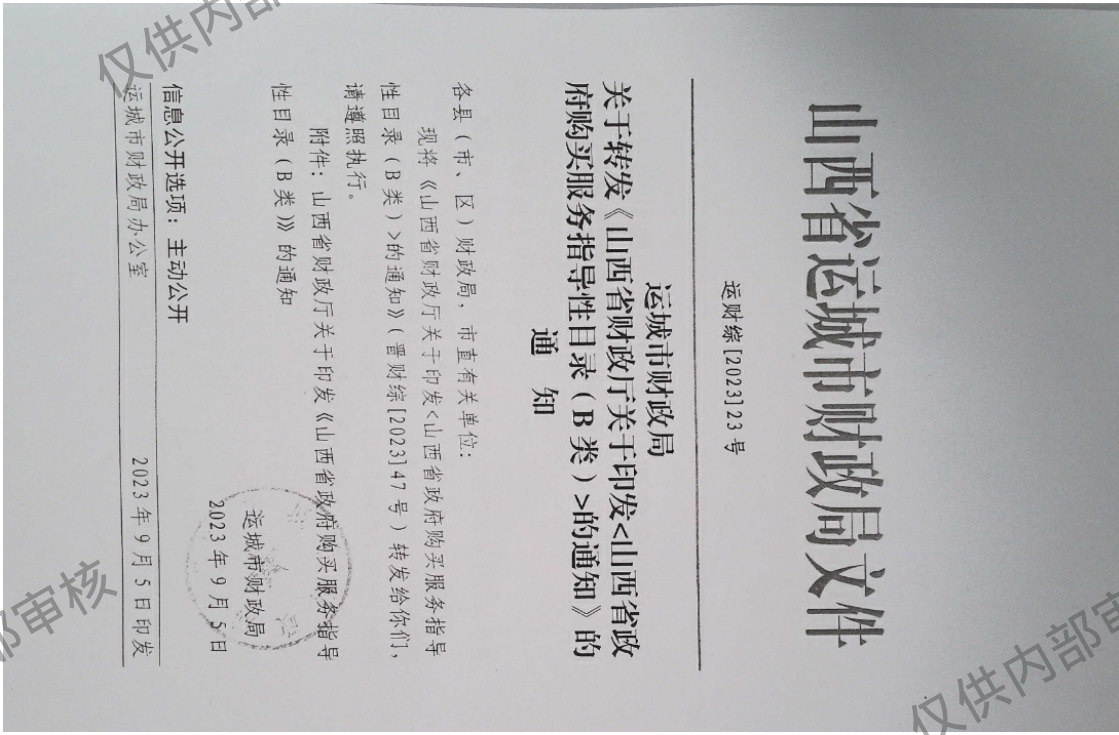 山西省运城市财政局文件
运财综[2023]23号
运城市财政局
关于转发《山西省财政厅关于印发<山西省政
府购买服务指导性目录（B类）>的通知》的
通 知
各县（市、区）财政局，市直有关单位：
现将《山西省财政厅关于印发<山西省政府购买服务指导
性目录（B类）>的通知》（晋财综[2023]47号）转发给你们，
请遵照执行。
附件：山西省财政厅关于印发《山西省政府购买服务指导
性目录（B类）》的通知
运城市财政局
2023年9月5日
信息公开选项：主动公开
运城市财政局办公室 2023年9月5日印发
仅供内部
部审核
仅供内部审